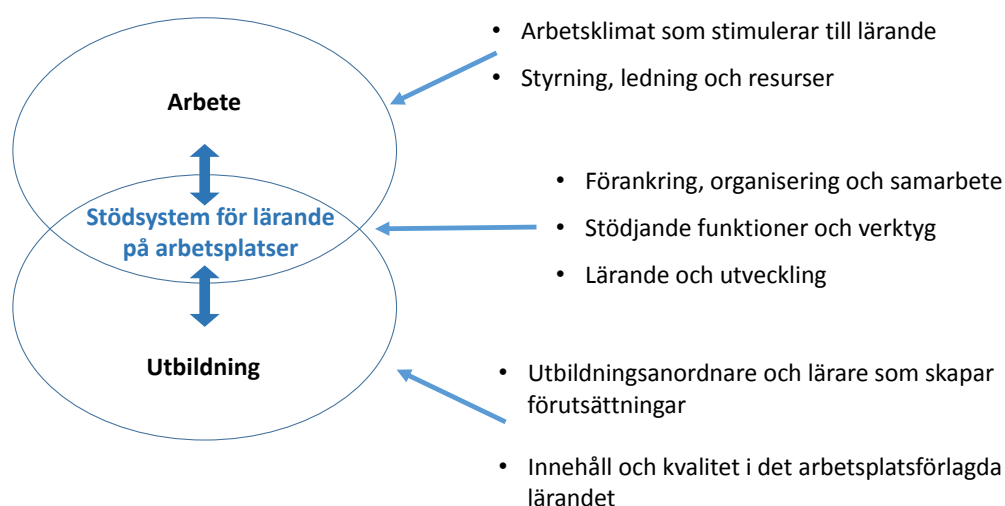 Arbete
Stödsystem för lärande
på arbetsplatser
Utbildning
• Arbetsklimat som stimulerar till lärande
• Styrning, ledning och resurser
• Förankring, organisering och samarbete
• Stödjande funktioner och verktyg
• Lärande och utveckling
• Utbildningsanordnare och lärare som skapar
förutsättningar
• Innehåll och kvalitet i det arbetsplatsförlagda
lärandet